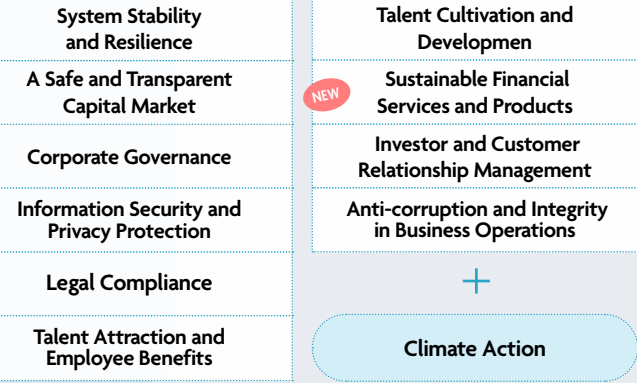 System Stability
and Resilience
A Safe and Transparent
Capital Market
Corporate Governance
Information Security and
Privacy Protection
Legal Compliance
Talent Attraction and
Employee Benefits
Talent Cultivation and
Developmen
NEW
Sustainable Financial
Services and Products
Investor and Customer
Relationship Management
Anti-corruption and Integrity
in Business Operations
+
Climate Action